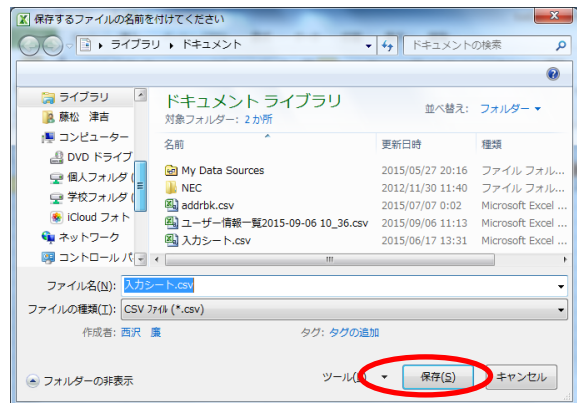 保存するファイルの名前を付けてください
ライブラリ ドキュメント ドキュメントの検索
ライブラリ
藤松 津吉
コンピューター
DVD ドライブ
個人フォルダ (
学校フォルダ (
iCloud フォト
ネットワーク
コントロール パ
ドキュメント ライブラリ
対象フォルダー: 2 か所
並べ替え: フォルダー
名前 更新日時 種類
My Data Sources 2015/05/27 20:16 ファイル フォル...
NEC 2012/11/30 11:40 ファイル フォル...
addrbk.csv 2015/07/07 0:02 Microsoft Excel ...
ユーザー情報一覧2015-09-06 10_36.csv 2015/09/06 11:13 Microsoft Excel ...
入力シート.csv 2015/06/17 13:31 Microsoft Excel ...
ファイル名(N): 入力シート.csv
ファイルの種類(T): CSV ファイル (*.csv)
作成者: 西沢 廣 タグ: タグの追加
フォルダーの非表示 ツール( 保存(S) キャンセル